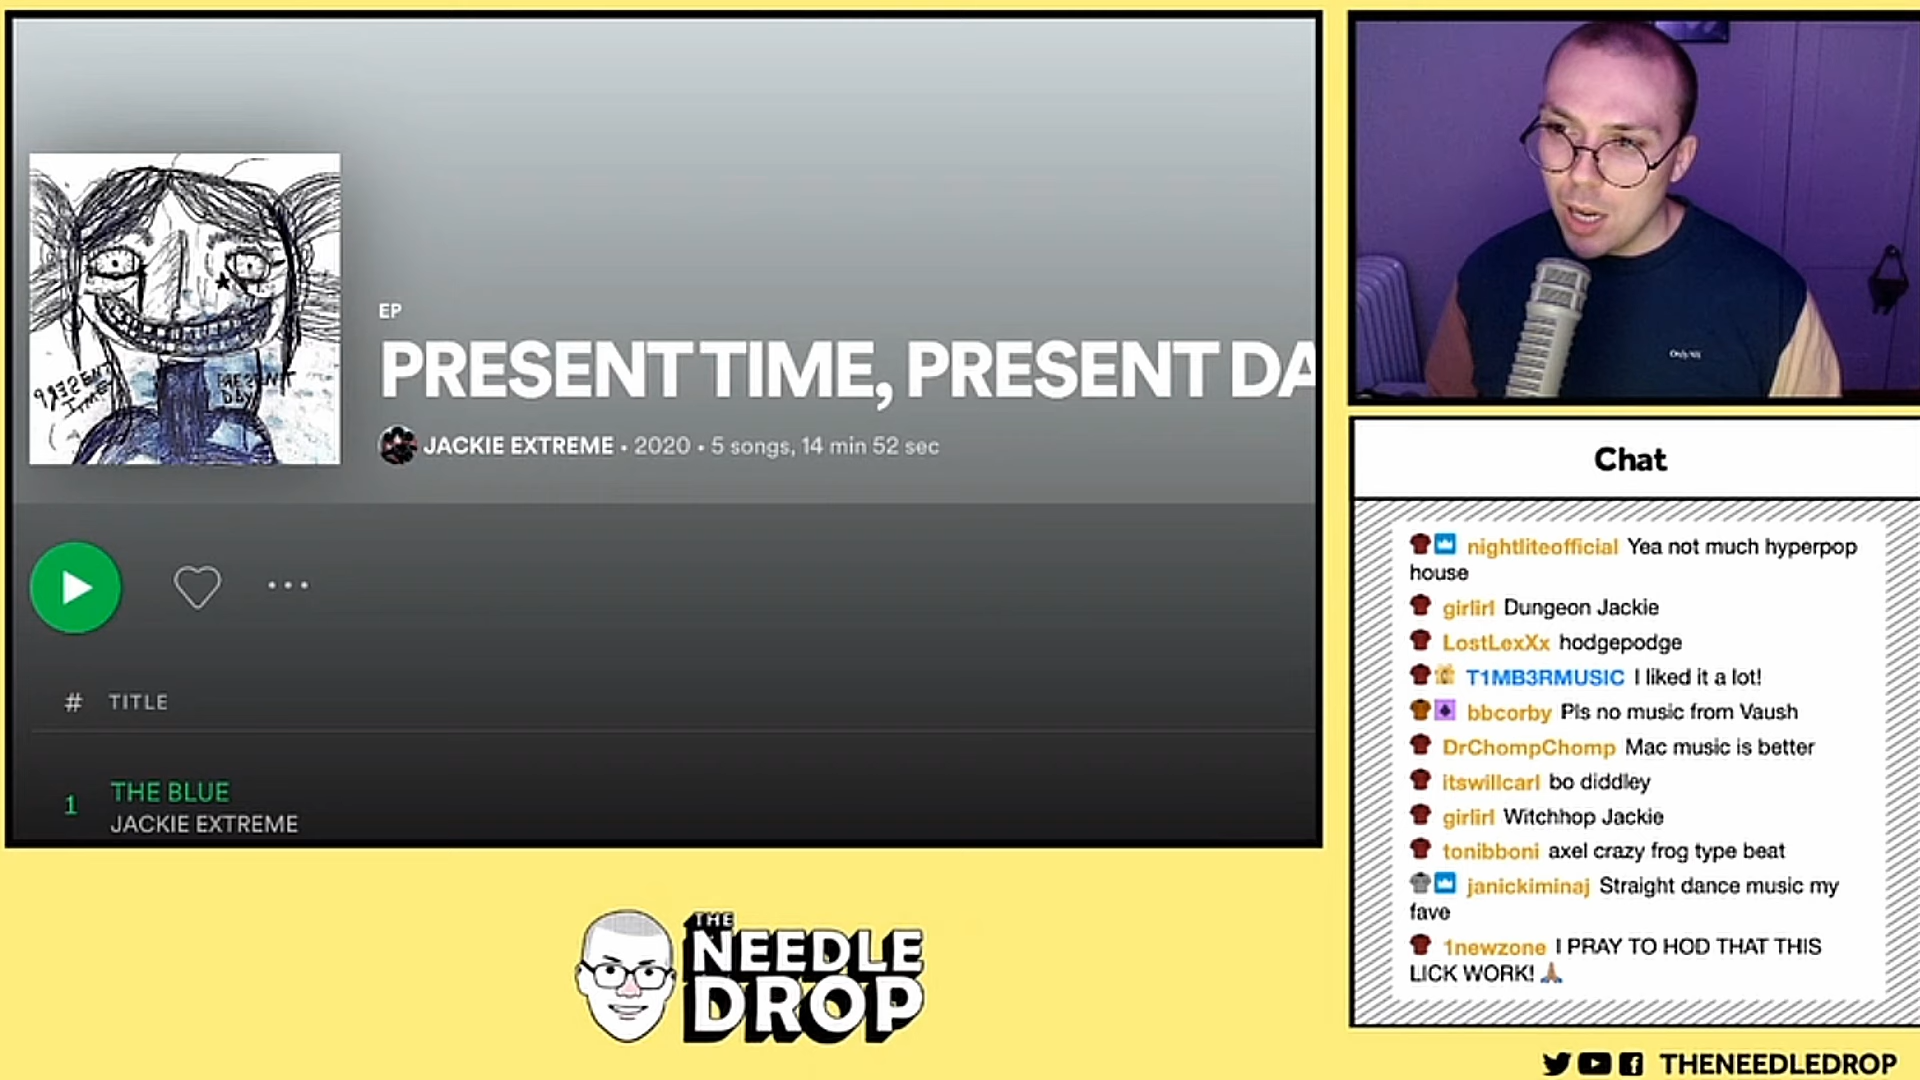 PRESENT
TIME
PRESENT
DAY
EP
PRESENT TIME, PRESENT DA
JACKIE EXTREME • 2020 • 5 songs, 14 min 52 sec
# TITLE
1 THE BLUE
JACKIE EXTREME
THE
NEEDLE
DROP
Chat
nightliteofficial Yea not much hyperpop
house
girlirl Dungeon Jackie
LostLexXx hodgepodge
T1MB3RMUSIC I liked it a lot!
bbcorby Pls no music from Vaush
DrChompChomp Mac music is better
itswillcarl bo diddley
girlirl Witchhop Jackie
tonibboni axel crazy frog type beat
janickiminaj Straight dance music my
fave
1newzone I PRAY TO HOD THAT THIS
LICK WORK! 🙏🏽
THENEEDLEDROP